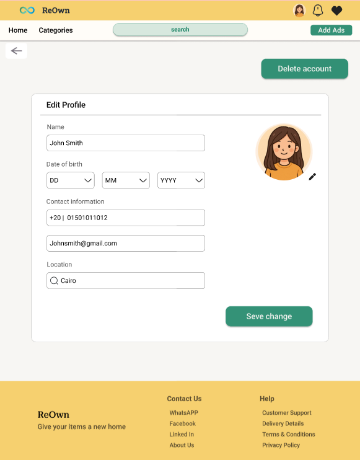 ReOwn
Home Categories search Add Ads
Delete account
Edit Profile
Name
John Smith
Date of birth
DD MM YYYY
Contact information
+20 | 01501011012
Johnsmith@gmail.com
Location
Cairo
Seve change
ReOwn
Give your items a new home
Contact Us
WhatsAPP
Facebook
Linked In
About Us
Help
Customer Support
Delivery Details
Terms & Conditions
Privacy Policy